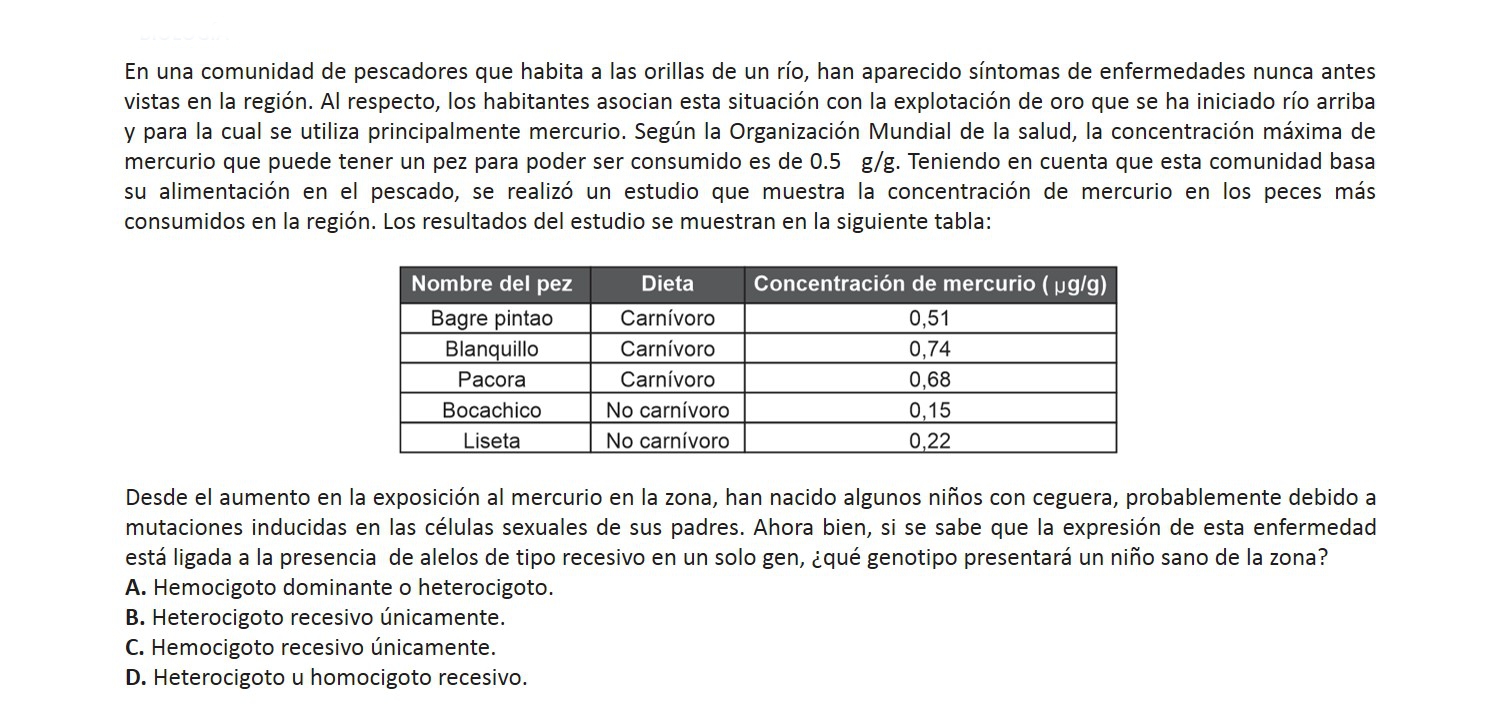 En una comunidad de pescadores que habita a las orillas de un río, han aparecido síntomas de enfermedades nunca antes
vistas en la región. Al respecto, los habitantes asocian esta situación con la explotación de oro que se ha iniciado río arriba
y para la cual se utiliza principalmente mercurio. Según la Organización Mundial de la salud, la concentración máxima de
mercurio que puede tener un pez para poder ser consumido es de 0.5 g/g. Teniendo en cuenta que esta comunidad basa
su alimentación en el pescado, se realizó un estudio que muestra la concentración de mercurio en los peces más
consumidos en la región. Los resultados del estudio se muestran en la siguiente tabla:
Nombre del pez Dieta Concentración de mercurio ( µg/g)
Bagre pintao Carnívoro 0,51
Blanquillo Carnívoro 0,74
Pacora Carnívoro 0,68
Bocachico No carnívoro 0,15
Liseta No carnívoro 0,22
Desde el aumento en la exposición al mercurio en la zona, han nacido algunos niños con ceguera, probablemente debido a
mutaciones inducidas en las células sexuales de sus padres. Ahora bien, si se sabe que la expresión de esta enfermedad
está ligada a la presencia de alelos de tipo recesivo en un solo gen, ¿qué genotipo presentará un niño sano de la zona?
A. Hemocigoto dominante o heterocigoto.
B. Heterocigoto recesivo únicamente.
C. Hemocigoto recesivo únicamente.
D. Heterocigoto u homocigoto recesivo.